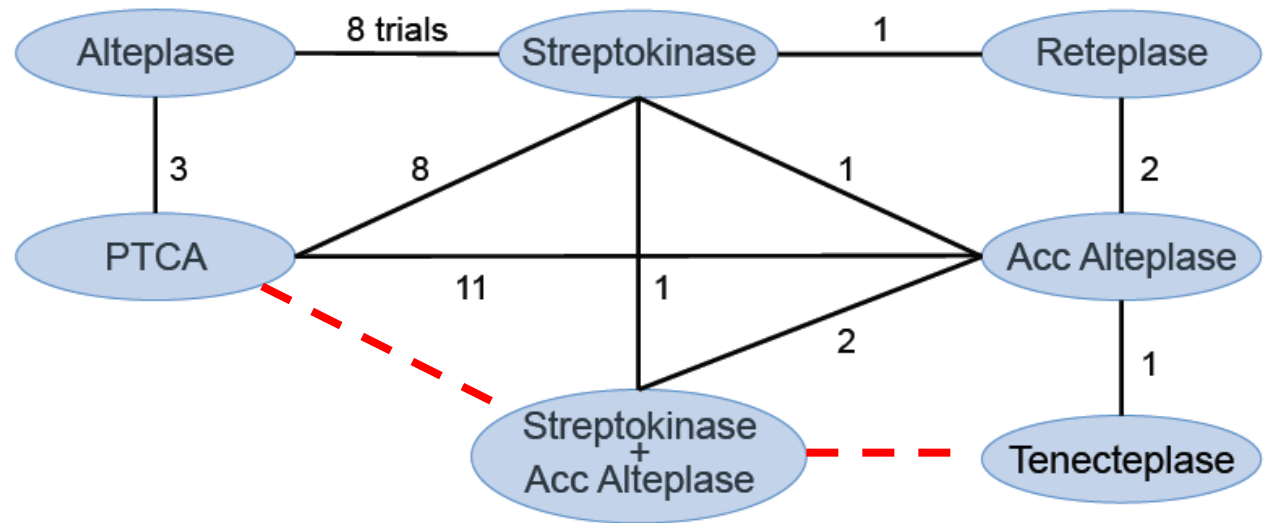 Alteplase
8 trials
Streptokinase
1
Reteplase
3
8
1
2
PTCA
Acc Alteplase
11
1
2
1
Streptokinase
+
Acc Alteplase
Tenecteplase